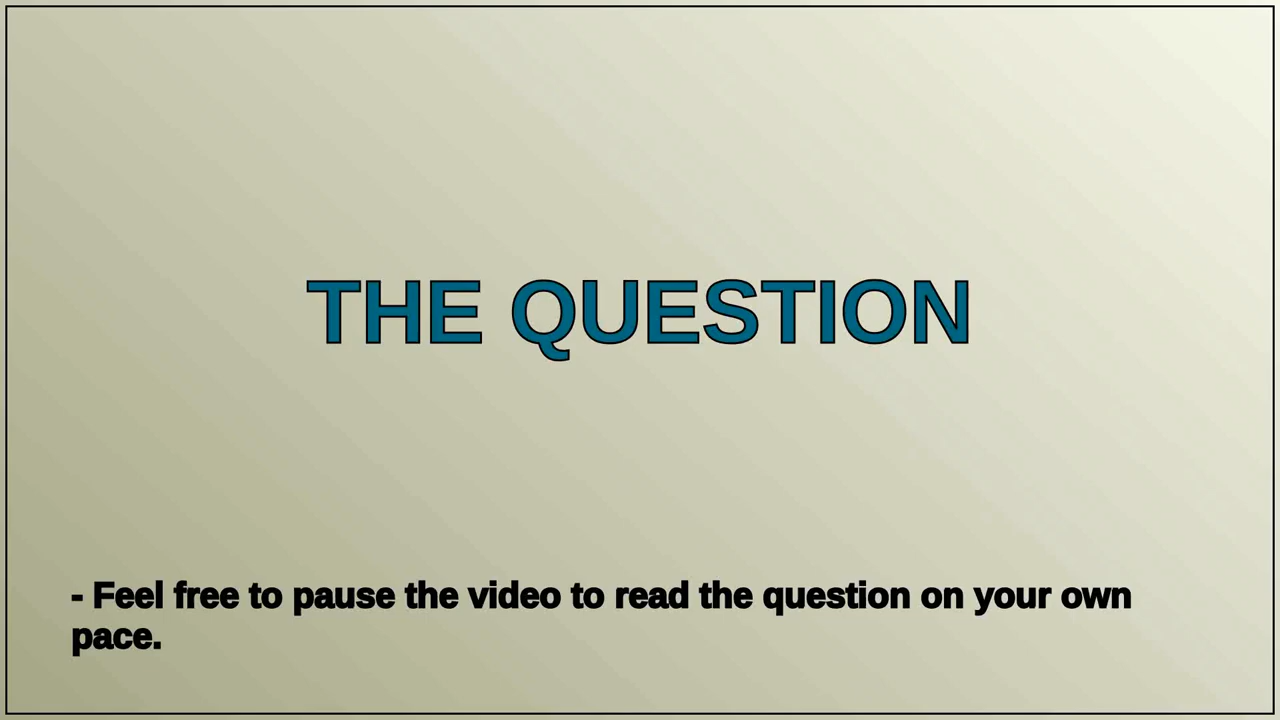 THE QUESTION
- Feel free to pause the video to read the question on your own
pace.